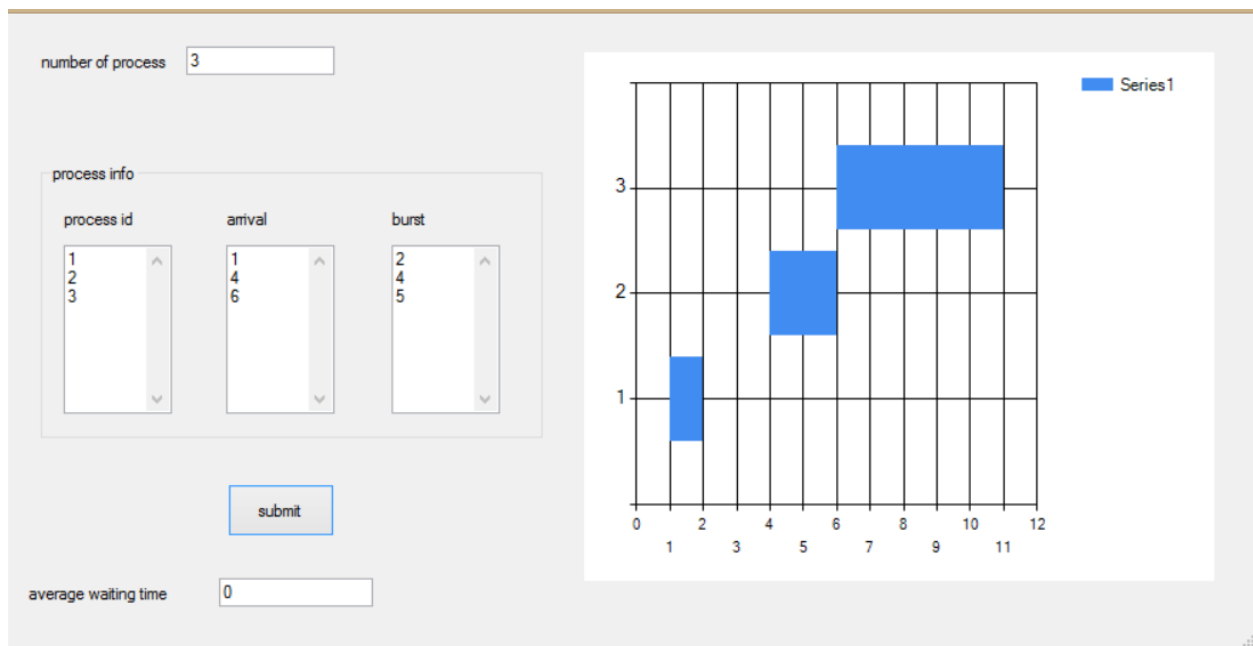 number of process 3
process info
process id arrival burst
1 1 2
2 4 4
3 6 5
submit
average waiting time 0
Series1
3
2
1
0 2 4 6 8 10 12
1 3 5 7 9 11